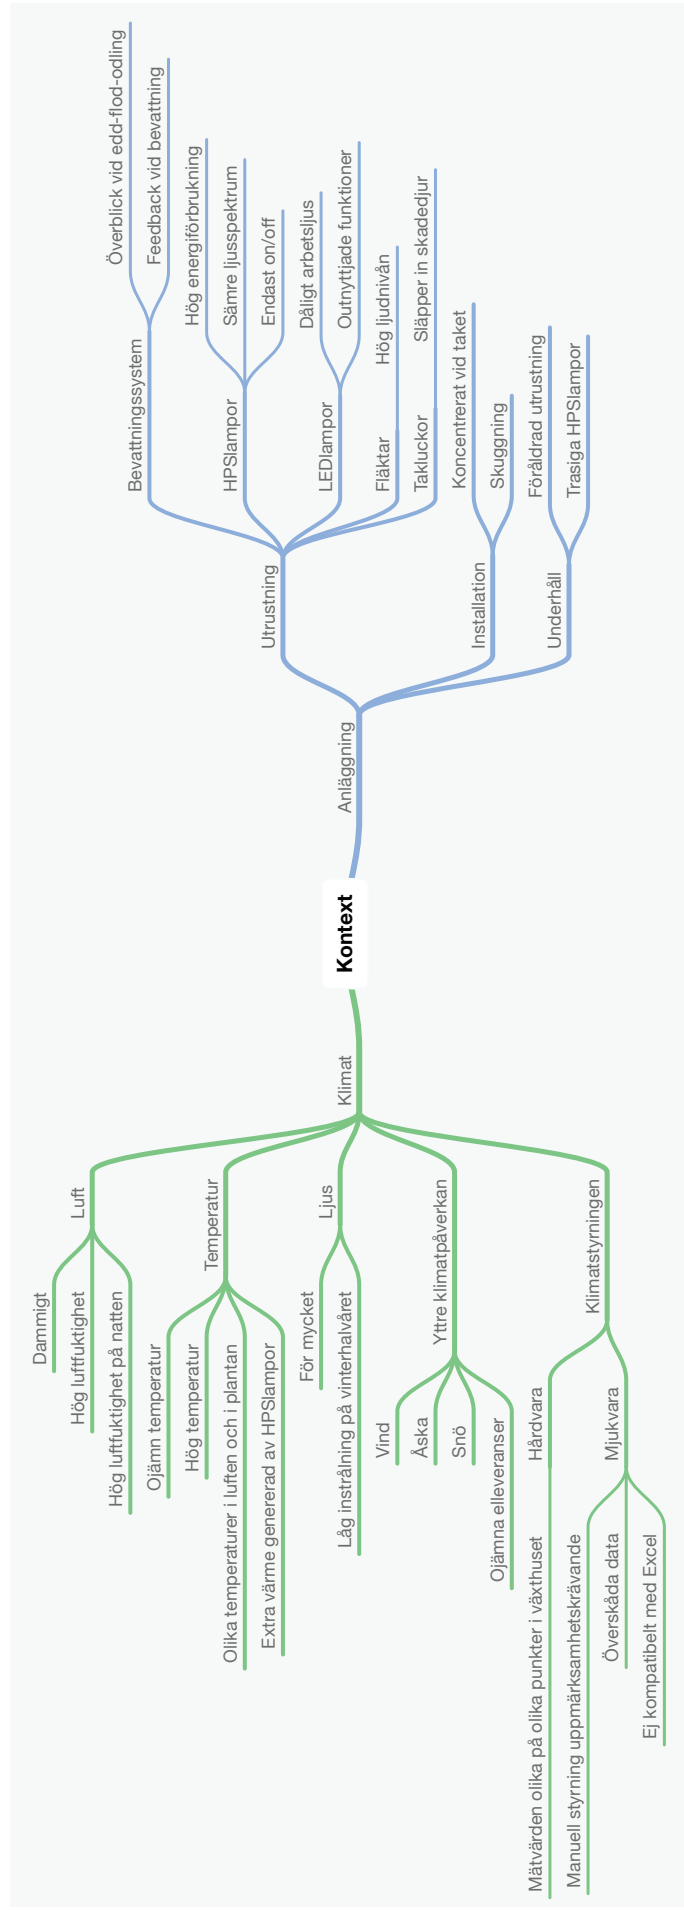 Kontext
Anläggning
Utrustning
Bevattningssystem
Överblick vid edd-flod-odling
Feedback vid bevattning
HPSlampor
Hög energiförbrukning
Sämre ljusspektrum
Endast on/off
LEDlampor
Dåligt arbetsljus
Outnyttjade funktioner
Fläktar
Hög ljudnivån
Takluckor
Släpper in skadedjur
Installation
Koncentrerat vid taket
Skuggning
Underhåll
Föråldrad utrustning
Trasiga HPSlampor
Klimat
Luft
Dammigt
Hög luftfuktighet
Hög luftfuktighet på natten
Temperatur
Ojämn temperatur
Hög temperatur
Olika temperaturer i luften och i plantan
Extra värme genererad av HPSlampor
Ljus
För mycket
Låg instrålning på vinterhalvåret
Yttre klimatpåverkan
Vind
Åska
Snö
Ojämna elleveranser
Klimatstyrningen
Hårdvara
Mätvärden olika på olika punkter i växthuset
Mjukvara
Manuell styrning uppmärksamhetskrävande
Överskåda data
Ej kompatibelt med Excel